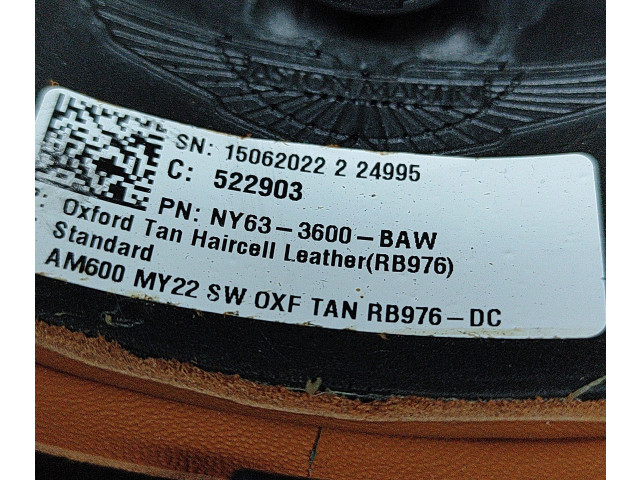 ASTON MARTIN
SN: 15062022 2 24995
C: 522903
PN: NY63-3600-BAW
: Oxford Tan Haircell Leather(RB976)
: Standard
AM600 MY22 SW OXF TAN RB976-DC